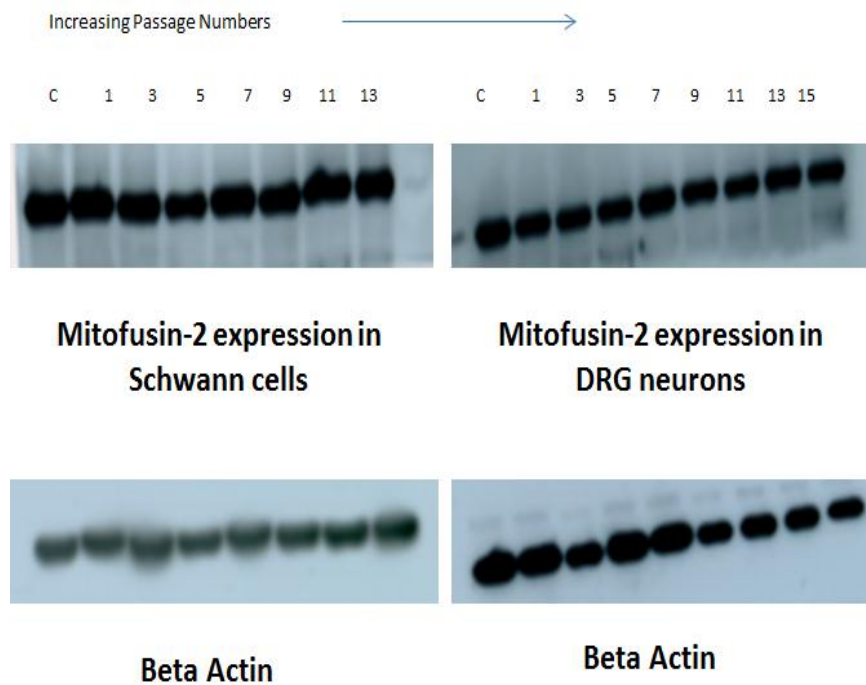 Increasing Passage Numbers
C 1 3 5 7 9 11 13
C 1 3 5 7 9 11 13 15
Mitofusin-2 expression in
Schwann cells
Mitofusin-2 expression in
DRG neurons
Beta Actin
Beta Actin